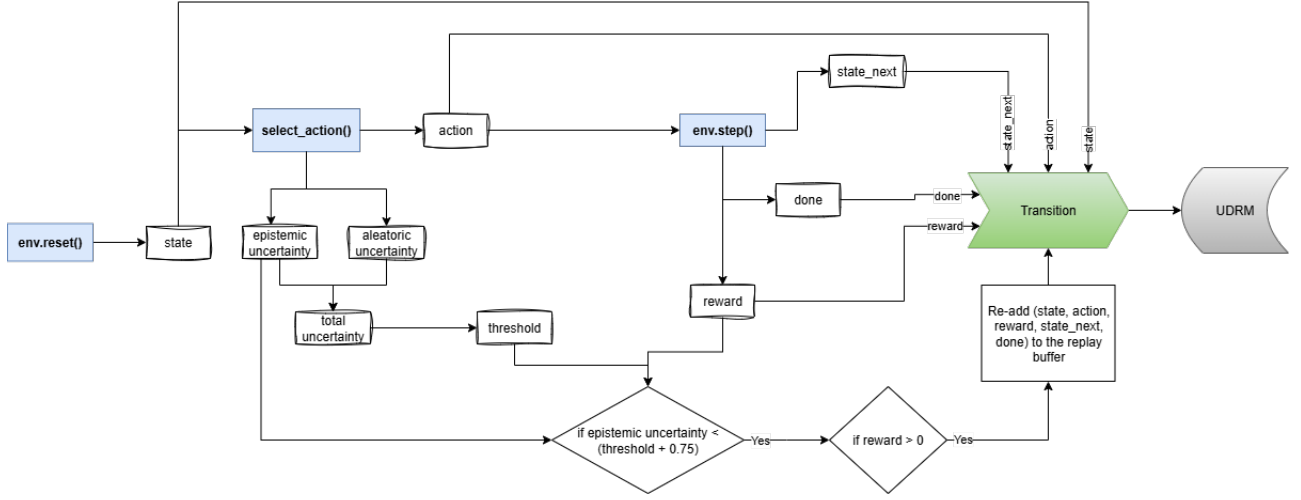 state_next
select_action()
action
env.step()
state_next
action
state
done
done
Transition
UDRM
env.reset()
state
epistemic
uncertainty
aleatoric
uncertainty
reward
reward
total
uncertainty
threshold
Re-add (state, action,
reward, state_next,
done) to the replay
buffer
if epistemic uncertainty <
(threshold + 0.75)
Yes
if reward > 0
Yes